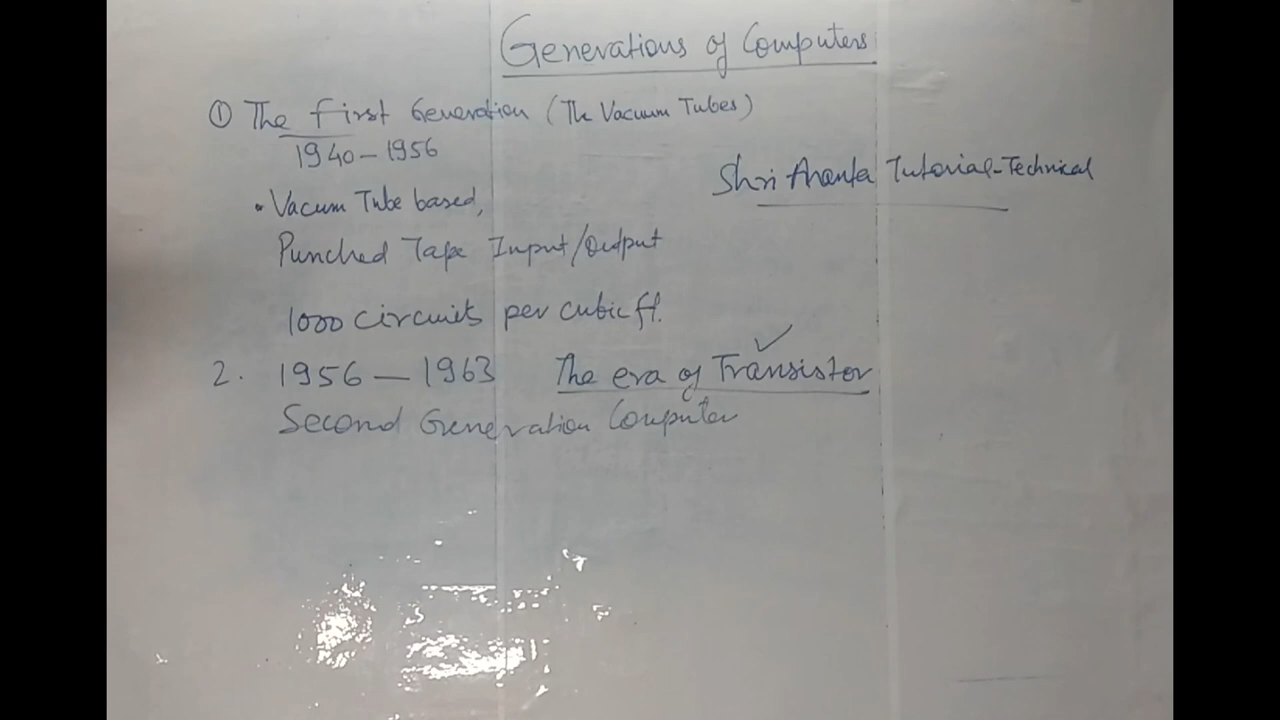 Generations of Computers
① The First Generation (The Vacuum Tubes)
1940 – 1956
Shri Ananta Tutorial-Technical
• Vacum Tube based,
Punched Tape Input/Output
1000 circuits per cubic ft.
2. 1956 – 1963 The era of Transistor
Second Generation Computer